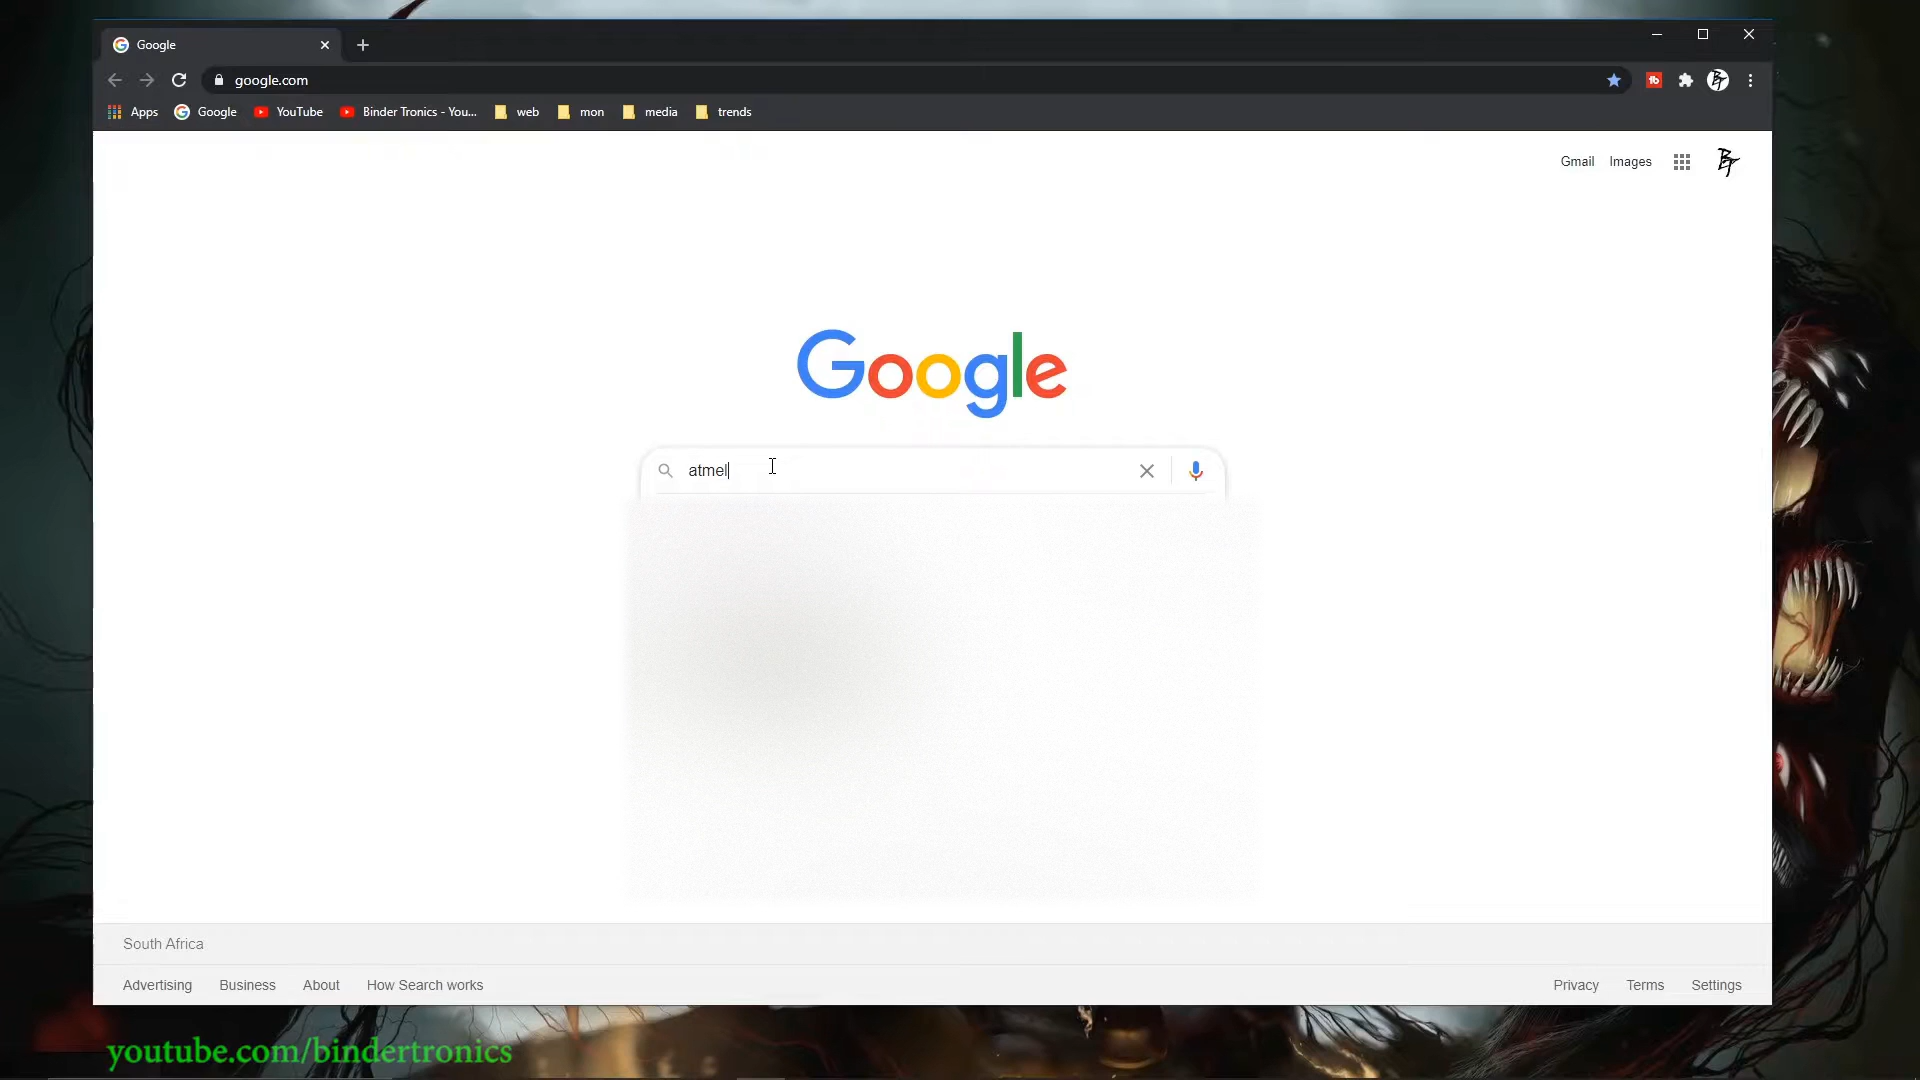 Google
google.com
Apps Google YouTube Binder Tronics - You... web mon media trends
Gmail Images
Google
atmel
South Africa
Advertising Business About How Search works Privacy Terms Settings
youtube.com/bindertronics